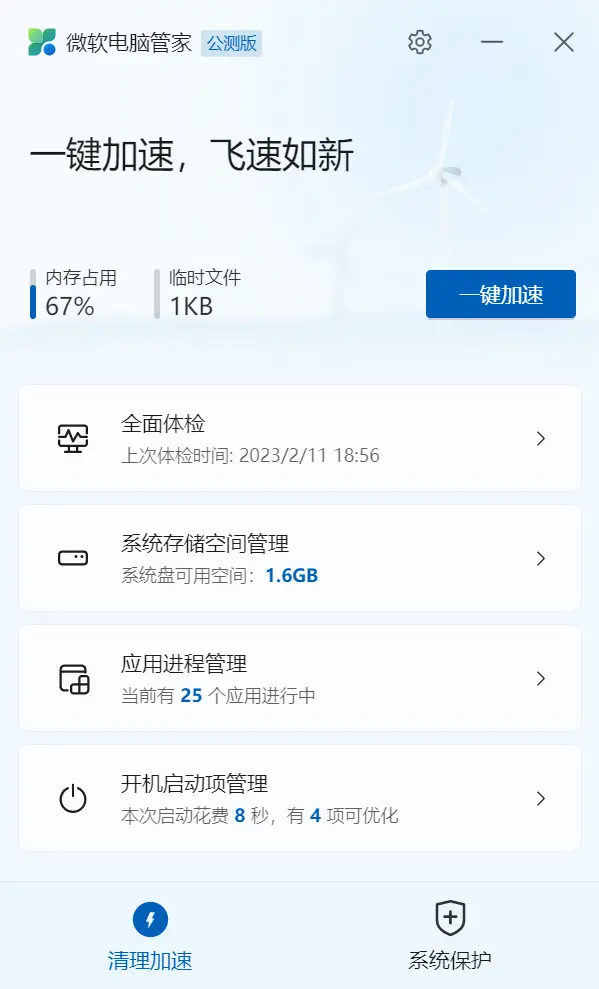 微软电脑管家 公测版
一键加速，飞速如新
内存占用 临时文件
67% 1KB
一键加速
全面体检
上次体检时间: 2023/2/11 18:56
系统存储空间管理
系统盘可用空间：1.6GB
应用进程管理
当前有 25 个应用进行中
开机启动项管理
本次启动花费 8 秒，有 4 项可优化
清理加速 系统保护